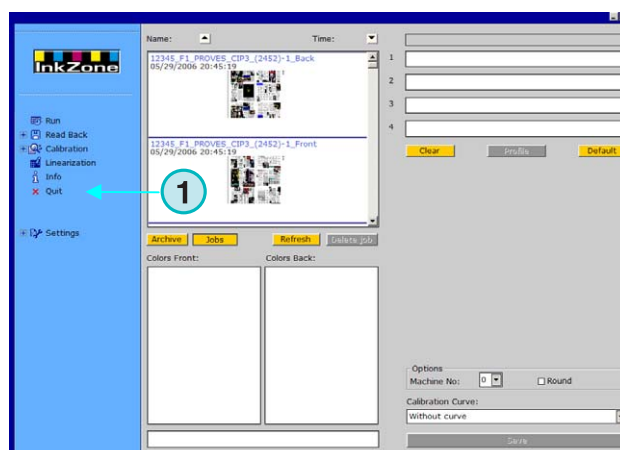 InkZone
Run
Read Back
Calibration
Linearization
Info
Quit
Settings
1
Name:
Time:
12345_F1_PROVES_CIP3_(2452)-1_Back
05/29/2006 20:45:19
12345_F1_PROVES_CIP3_(2452)-1_Front
05/29/2006 20:45:19
Archive
Jobs
Refresh
Delete job
Colors Front:
Colors Back:
1
2
3
4
Clear
Profile
Default
Options
Machine No:
0
Round
Calibration Curve:
Without curve
Save